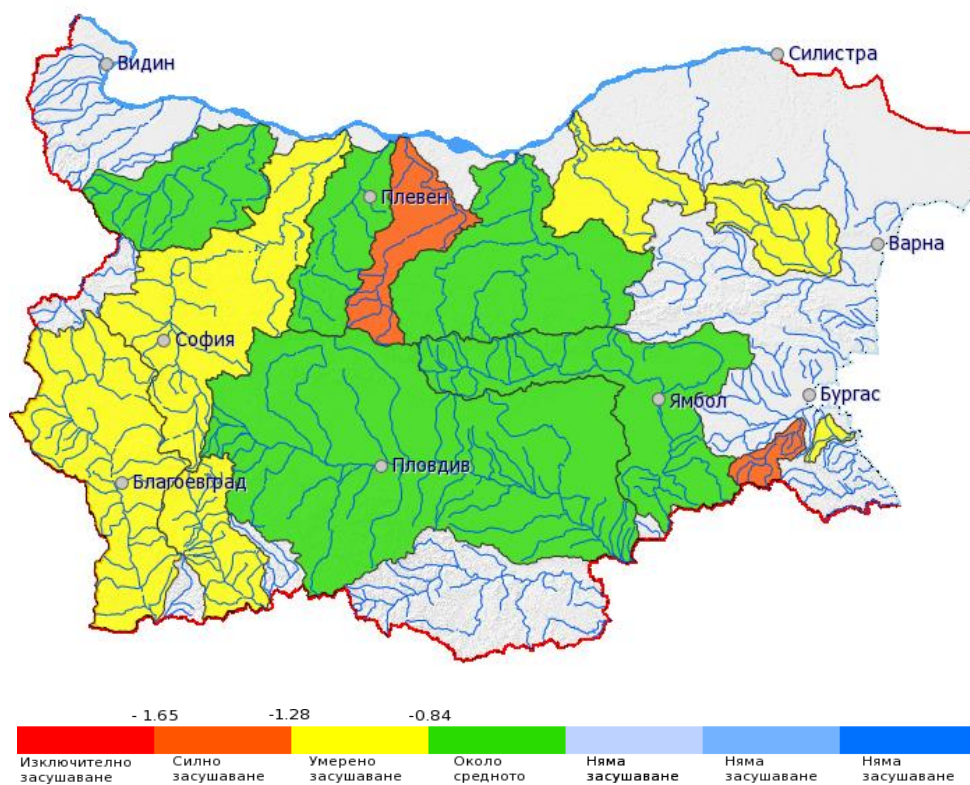 Видин
Силистра
Плевен
Варна
София
Ямбол
Бургас
Пловдив
Благоевград
- 1.65
-1.28
-0.84
Изключително
засушаване
Силно
засушаване
Умерено
засушаване
Около
средното
Няма
засушаване
Няма
засушаване
Няма
засушаване